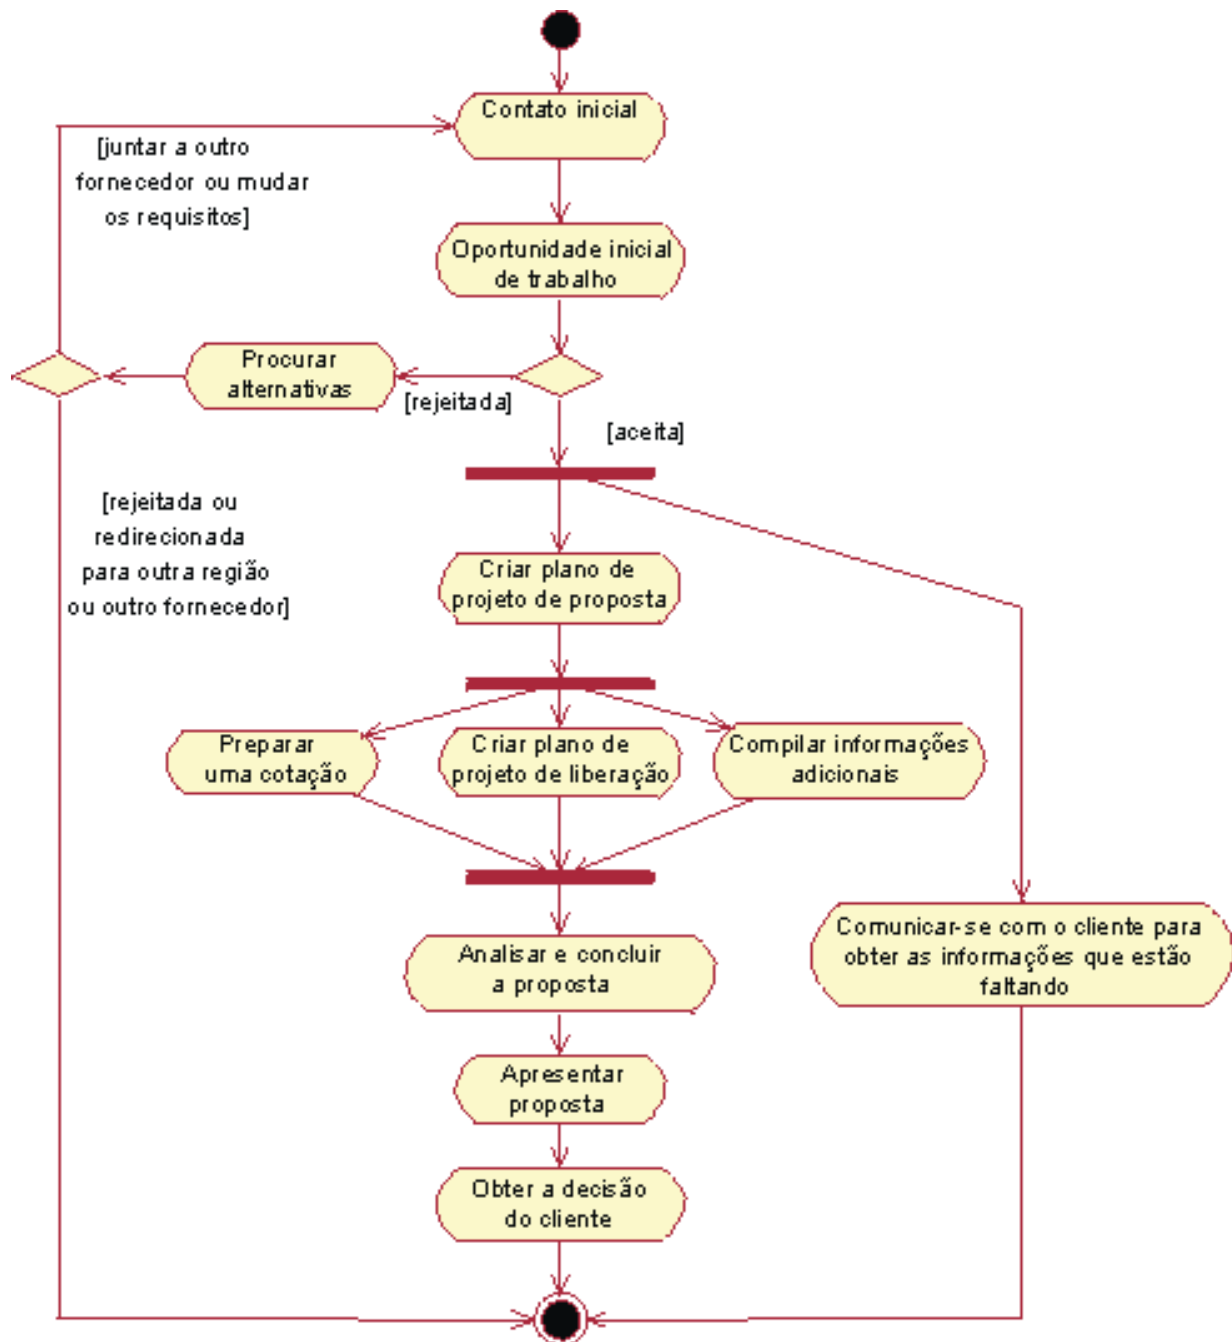 Contato inicial
[juntar a outro
fornecedor ou mudar
os requisitos]
Oportunidade inicial
de trabalho
Procurar
alternativas
[rejeitada]
[aceita]
[rejeitada ou
redirecionada
para outra região
ou outro fornecedor]
Criar plano de
projeto de proposta
Preparar
uma cotação
Criar plano de
projeto de liberação
Compilar informações
adicionais
Comunicar-se com o cliente para
obter as informações que estão
faltando
Analisar e concluir
a proposta
Apresentar
proposta
Obter a decisão
do cliente